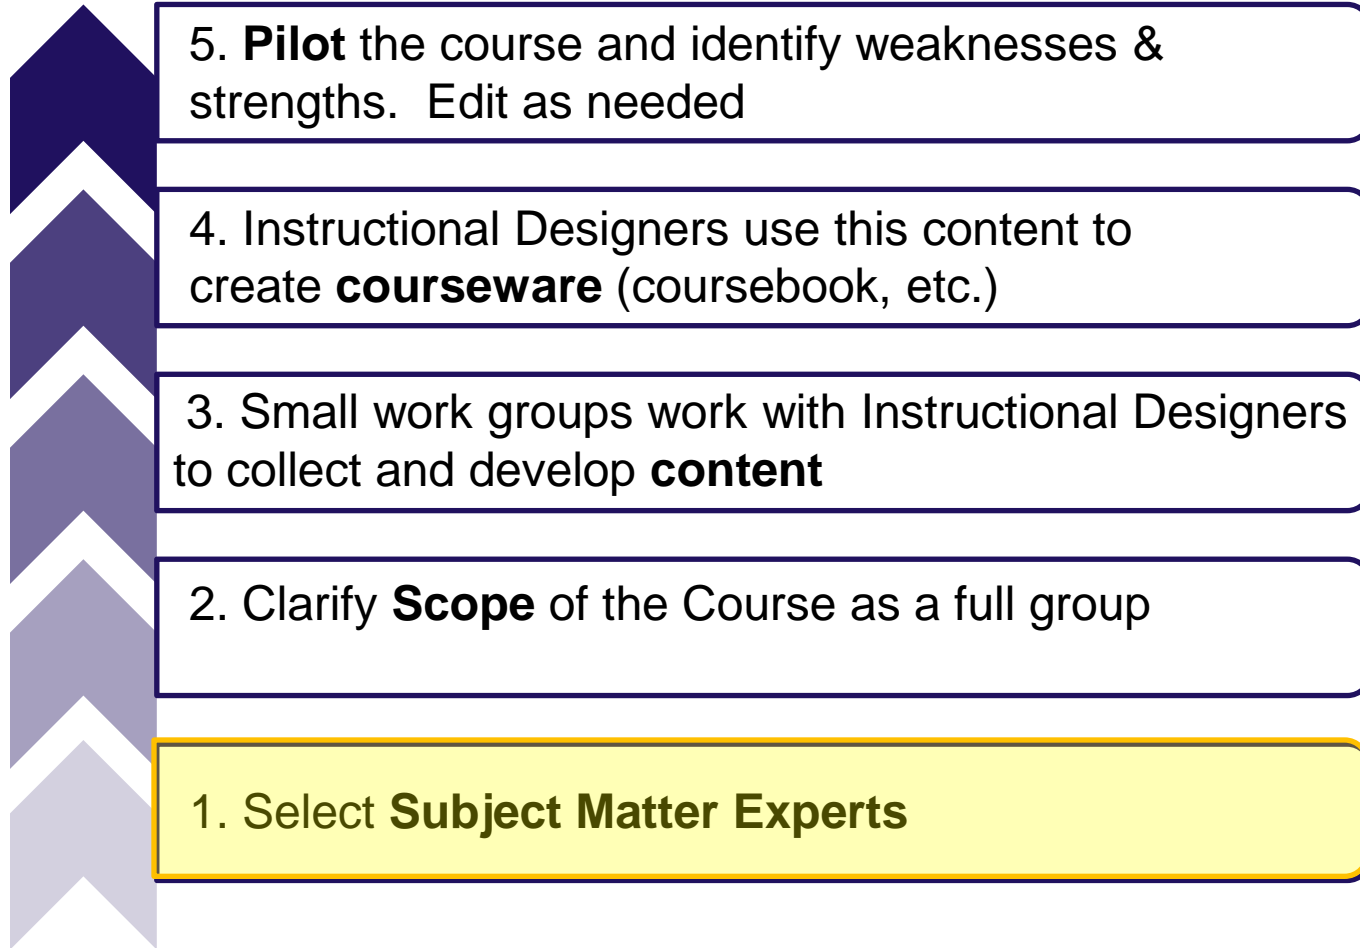 5. Pilot the course and identify weaknesses &
strengths.  Edit as needed
4. Instructional Designers use this content to
create courseware (coursebook, etc.)
3. Small work groups work with Instructional Designers
to collect and develop content
2. Clarify Scope of the Course as a full group
1. Select Subject Matter Experts